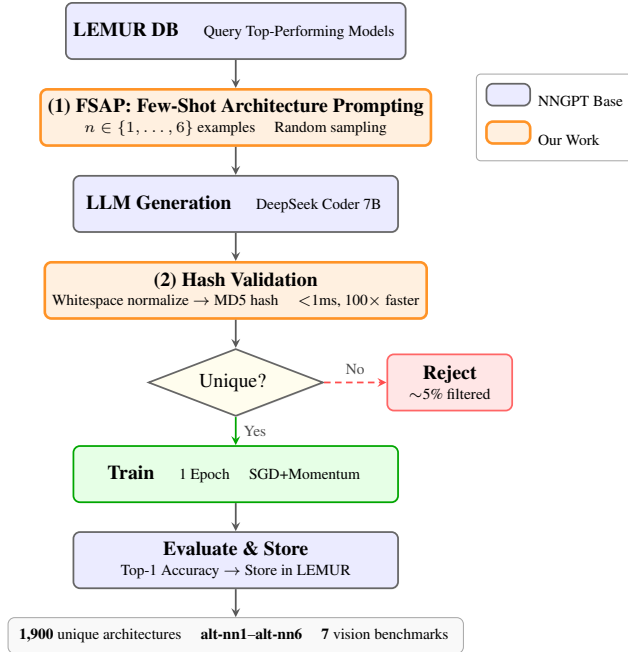 LEMUR DB Query Top-Performing Models
(1) FSAP: Few-Shot Architecture Prompting
n ∈ {1, . . . , 6} examples Random sampling
NNGPT Base
Our Work
LLM Generation DeepSeek Coder 7B
(2) Hash Validation
Whitespace normalize → MD5 hash <1ms, 100× faster
Unique?
No
Reject
∼5% filtered
Yes
Train 1 Epoch SGD+Momentum
Evaluate & Store
Top-1 Accuracy → Store in LEMUR
1,900 unique architectures alt-nn1–alt-nn6 7 vision benchmarks